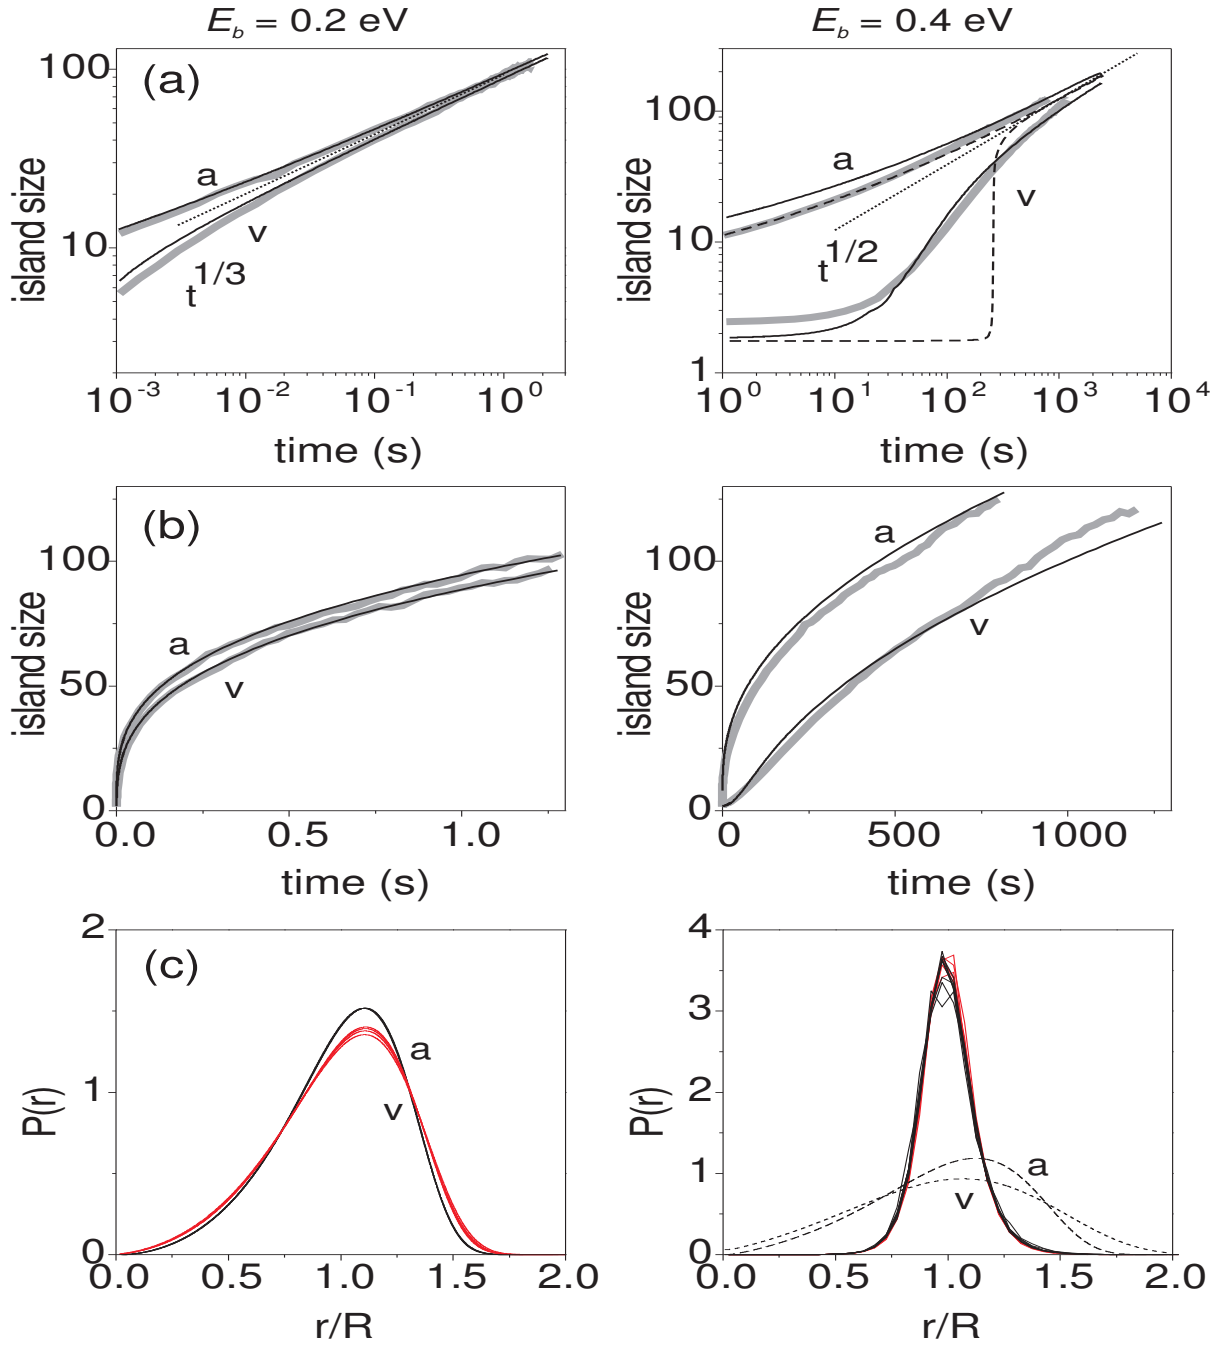 E_b = 0.2 eV
E_b = 0.4 eV
(a)
island size
100
10
a
v
t^1/3
10^-3 10^-2 10^-1 10^0
time (s)
island size
100
10
1
a
v
t^1/2
10^0 10^1 10^2 10^3 10^4
time (s)
(b)
island size
100
50
0
a
v
0.0 0.5 1.0
time (s)
island size
100
50
0
a
v
0 500 1000
time (s)
(c)
P(r)
2
1
0
a
v
0.0 0.5 1.0 1.5 2.0
r/R
P(r)
4
3
2
1
0
a
v
0.0 0.5 1.0 1.5 2.0
r/R